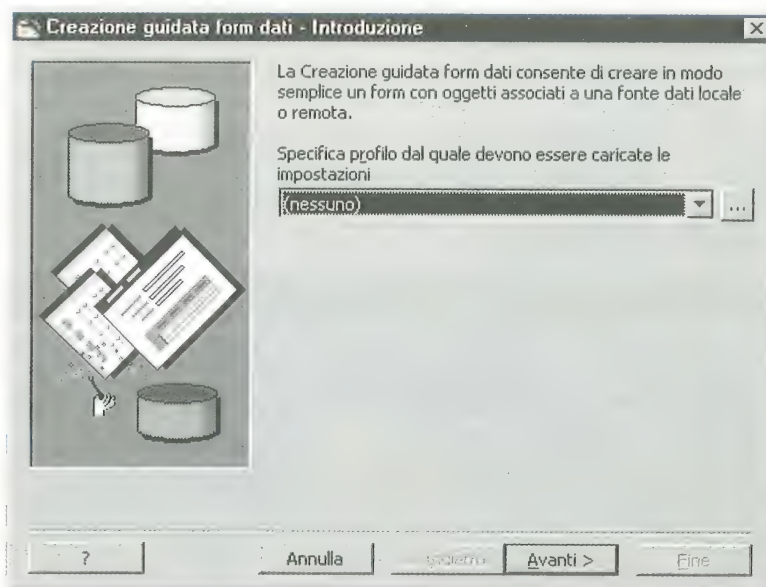 Creazione guidata form dati - Introduzione
La Creazione guidata form dati consente di creare in modo
semplice un form con oggetti associati a una fonte dati locale
o remota.
Specifica profilo dal quale devono essere caricate le
impostazioni
(nessuno)
...
?
Annulla
Avanti >
Fine